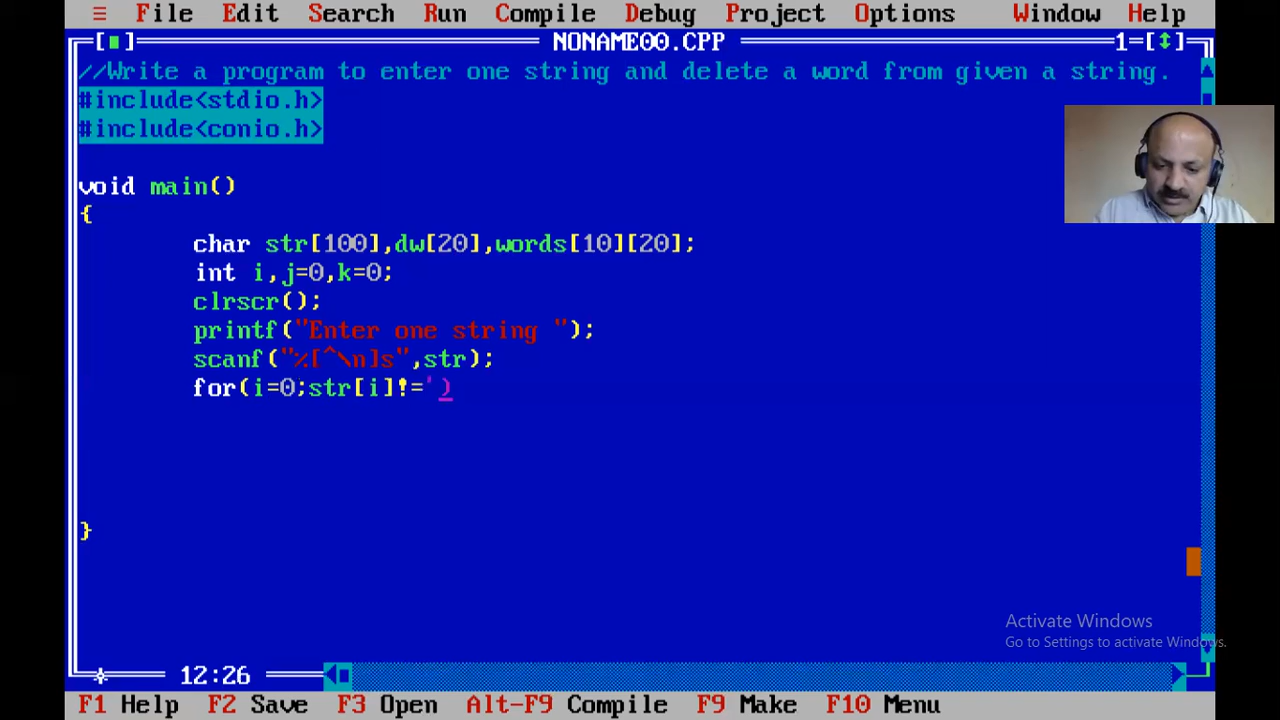 ≡ File Edit Search Run Compile Debug Project Options Window Help
[■] NONAME00.CPP 1=[↕]
//Write a program to enter one string and delete a word from given a string.
#include<stdio.h>
#include<conio.h>
void main()
{
char str[100],dw[20],words[10][20];
int i,j=0,k=0;
clrscr();
printf("Enter one string ");
scanf("%[^\n]s",str);
for(i=0;str[i]!=')
}
Activate Windows
Go to Settings to activate Windows.
12:26
F1 Help F2 Save F3 Open Alt-F9 Compile F9 Make F10 Menu